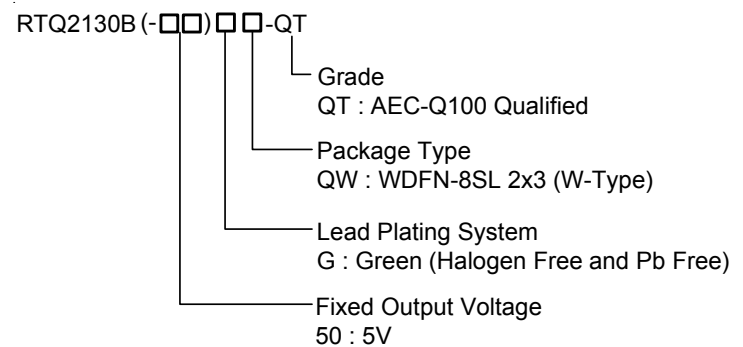 RTQ2130B(-□□)□□-QT
Grade
QT : AEC-Q100 Qualified
Package Type
QW : WDFN-8SL 2x3 (W-Type)
Lead Plating System
G : Green (Halogen Free and Pb Free)
Fixed Output Voltage
50 : 5V